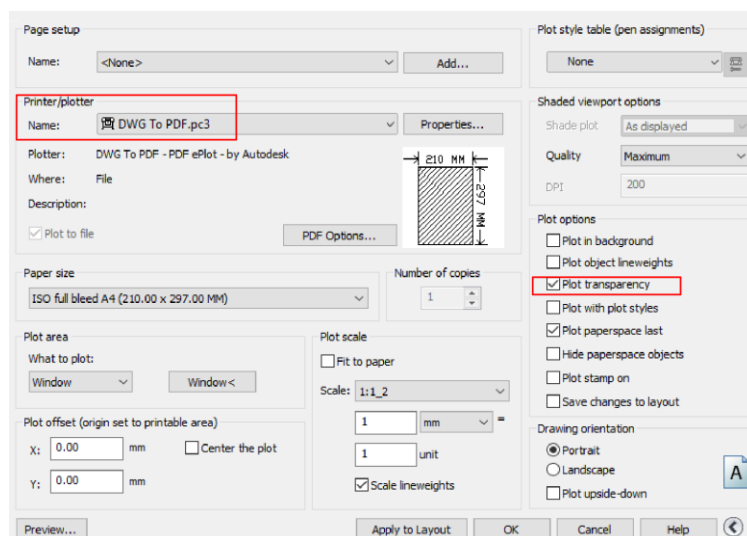 Page setup
Name: <None> Add...
Printer/plotter
Name: DWG To PDF.pc3 Properties...
Plotter: DWG To PDF - PDF ePlot - by Autodesk
Where: File
Description:
Plot to file
PDF Options...
210 MM
297 MM
Paper size
ISO full bleed A4 (210.00 x 297.00 MM)
Number of copies
1
Plot area
What to plot:
Window Window<
Plot offset (origin set to printable area)
X: 0.00 mm Center the plot
Y: 0.00 mm
Plot scale
Fit to paper
Scale: 1:1_2
1 mm =
1 unit
Scale lineweights
Plot style table (pen assignments)
None
Shaded viewport options
Shade plot As displayed
Quality Maximum
DPI 200
Plot options
Plot in background
Plot object lineweights
Plot transparency
Plot with plot styles
Plot paperspace last
Hide paperspace objects
Plot stamp on
Save changes to layout
Drawing orientation
Portrait
Landscape
Plot upside-down
A
Preview... Apply to Layout OK Cancel Help